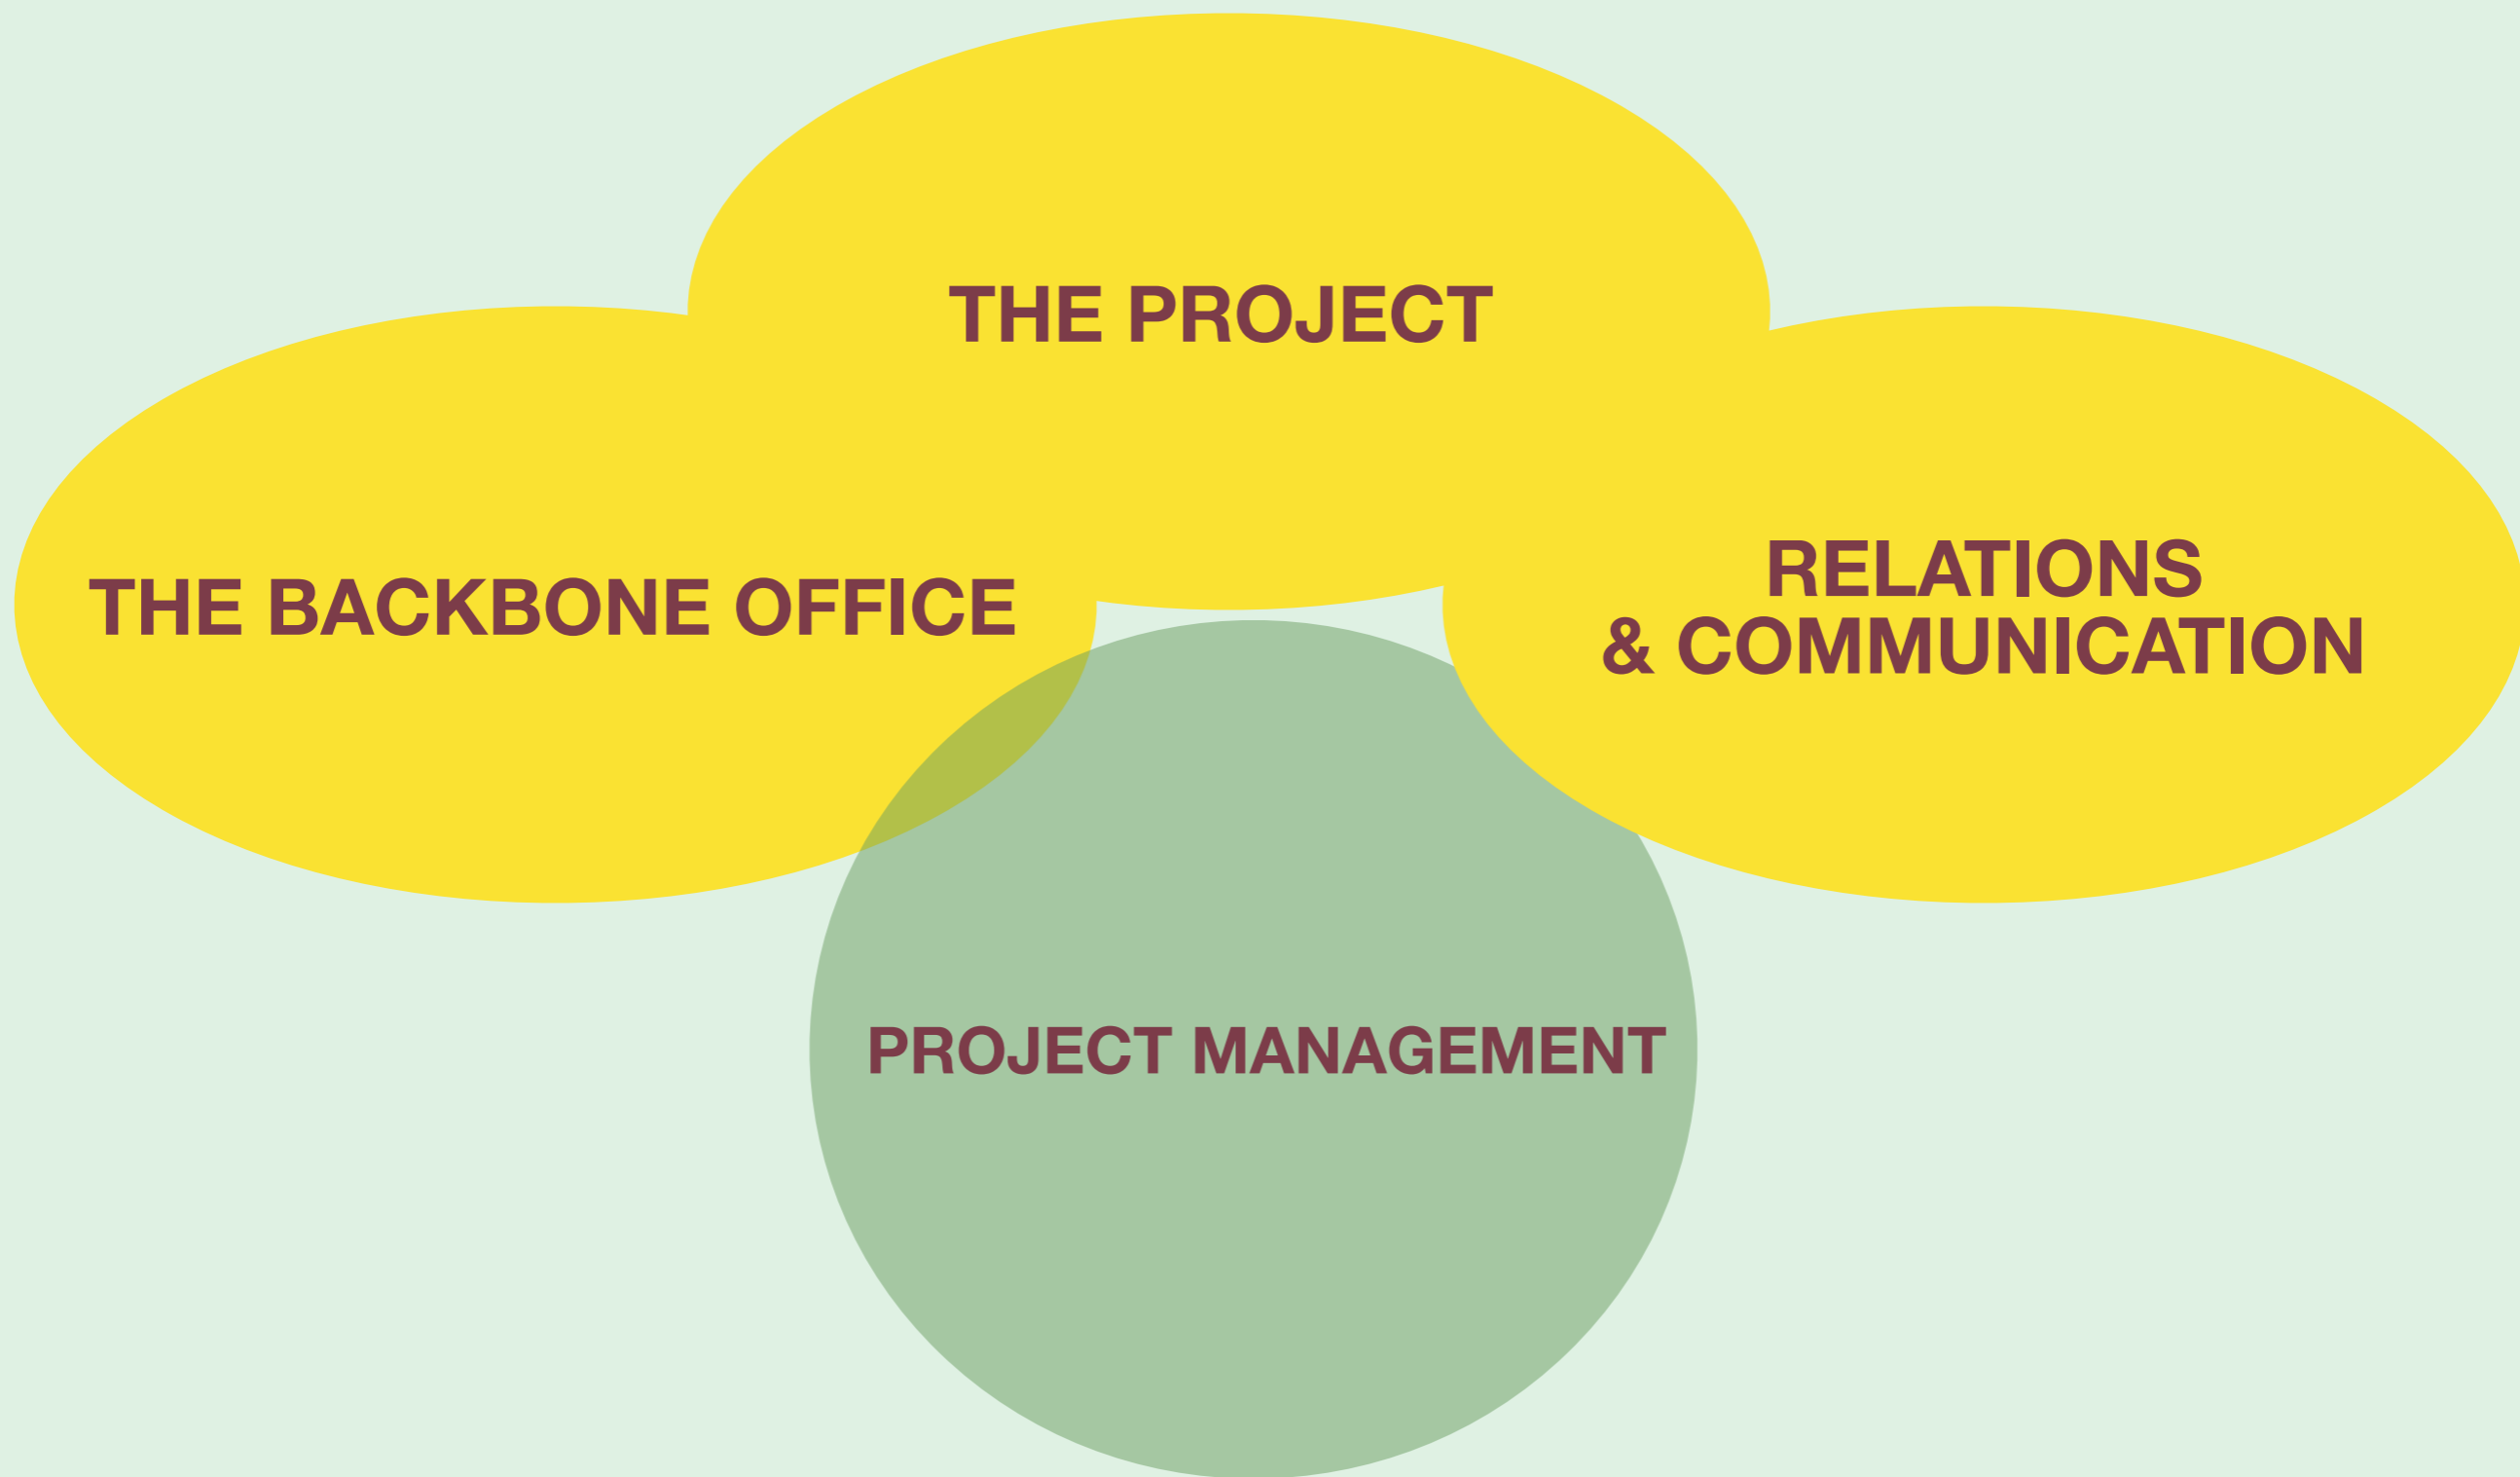 THE PROJECT
THE BACKBONE OFFICE
RELATIONS
& COMMUNICATION
PROJECT MANAGEMENT